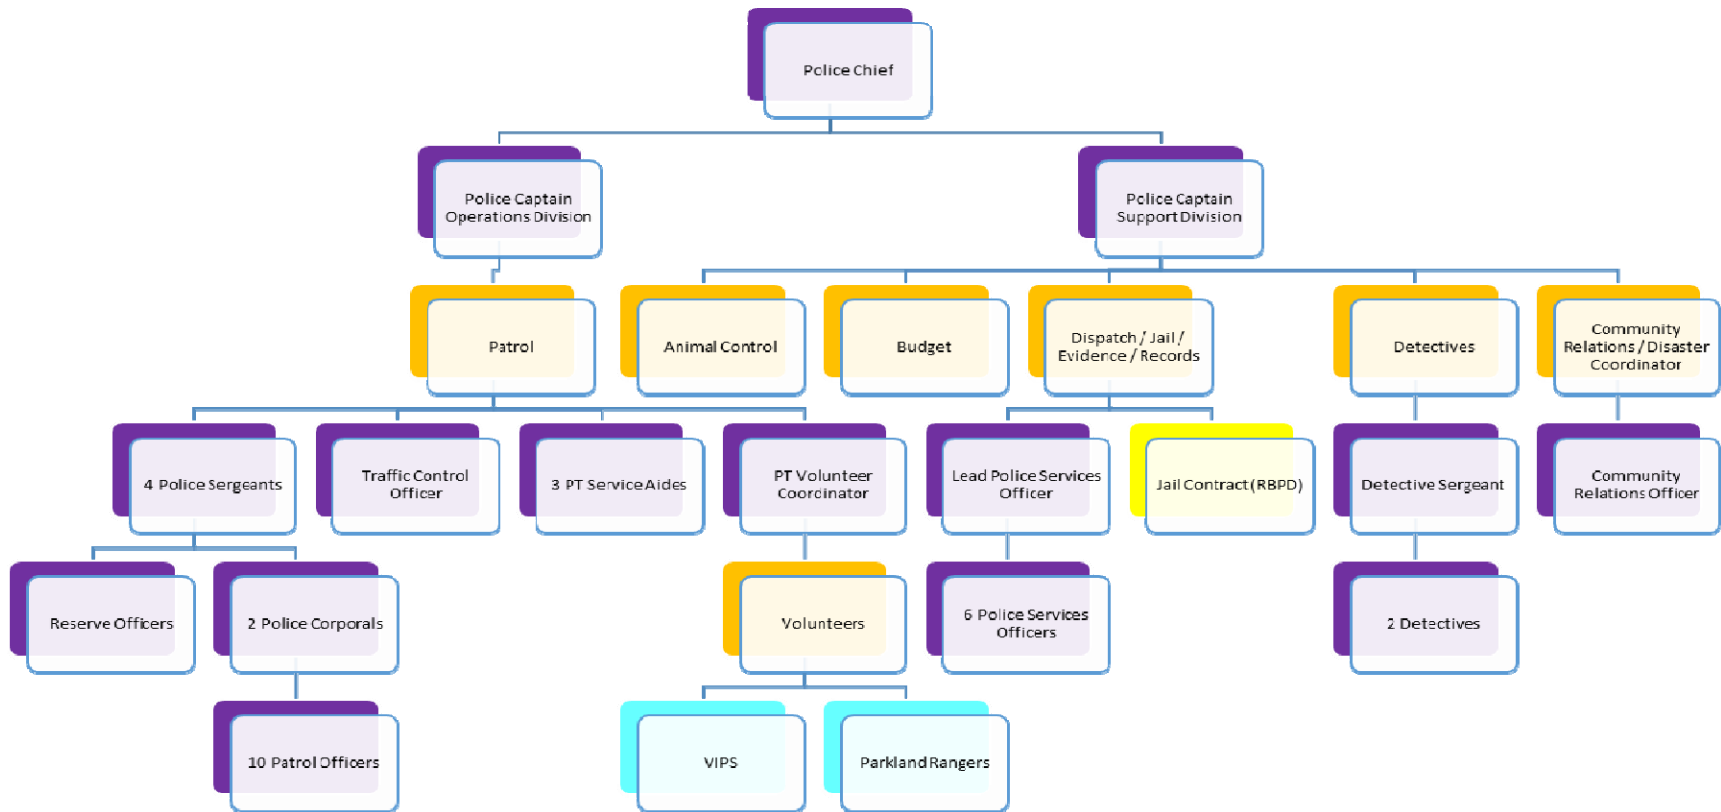 Police Chief
Police Captain
Operations Division
Police Captain
Support Division
Patrol
Animal Control
Budget
Dispatch / Jail /
Evidence / Records
Detectives
Community
Relations / Disaster
Coordinator
4 Police Sergeants
Traffic Control
Officer
3 PT Service Aides
PT Volunteer
Coordinator
Lead Police Services
Officer
Jail Contract (RBPD)
Detective Sergeant
Community
Relations Officer
Reserve Officers
2 Police Corporals
Volunteers
6 Police Services
Officers
2 Detectives
10 Patrol Officers
VIPS
Parkland Rangers